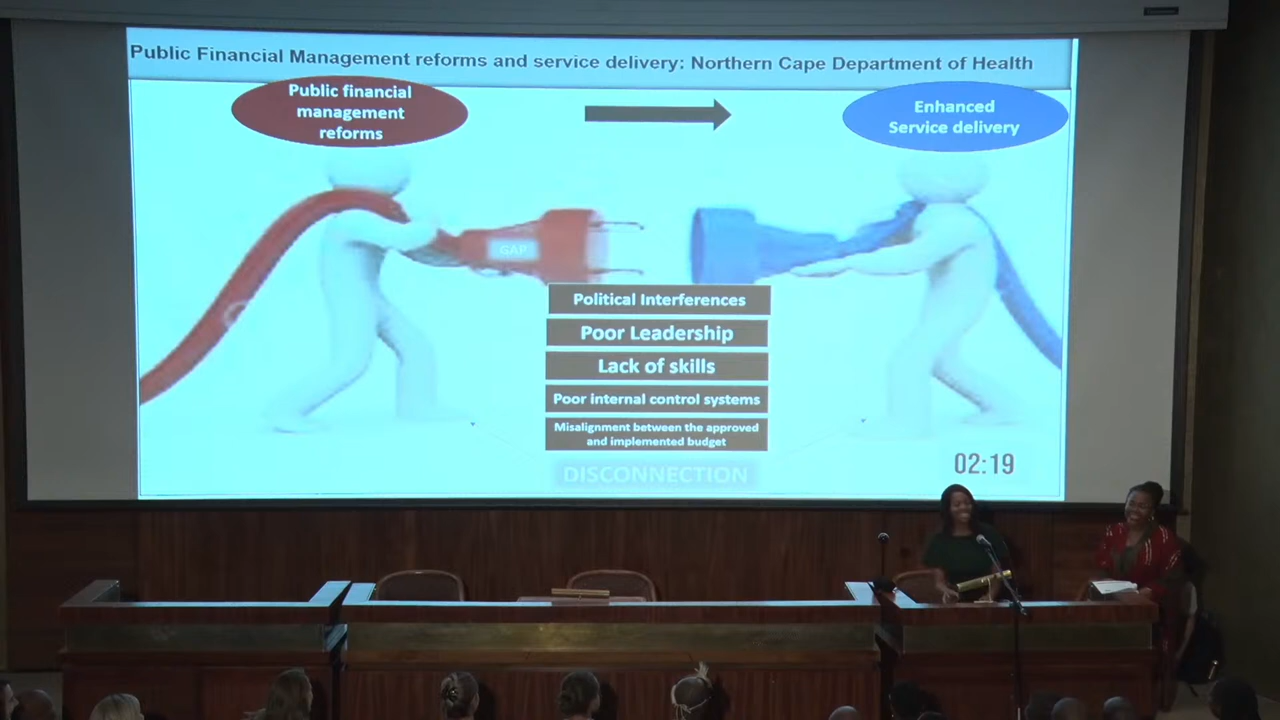 Public Financial Management reforms and service delivery: Northern Cape Department of Health
Public financial
management
reforms
Enhanced
Service delivery
GAP
Political Interferences
Poor Leadership
Lack of skills
Poor internal control systems
Misalignment between the approved
and implemented budget
DISCONNECTION
02:19